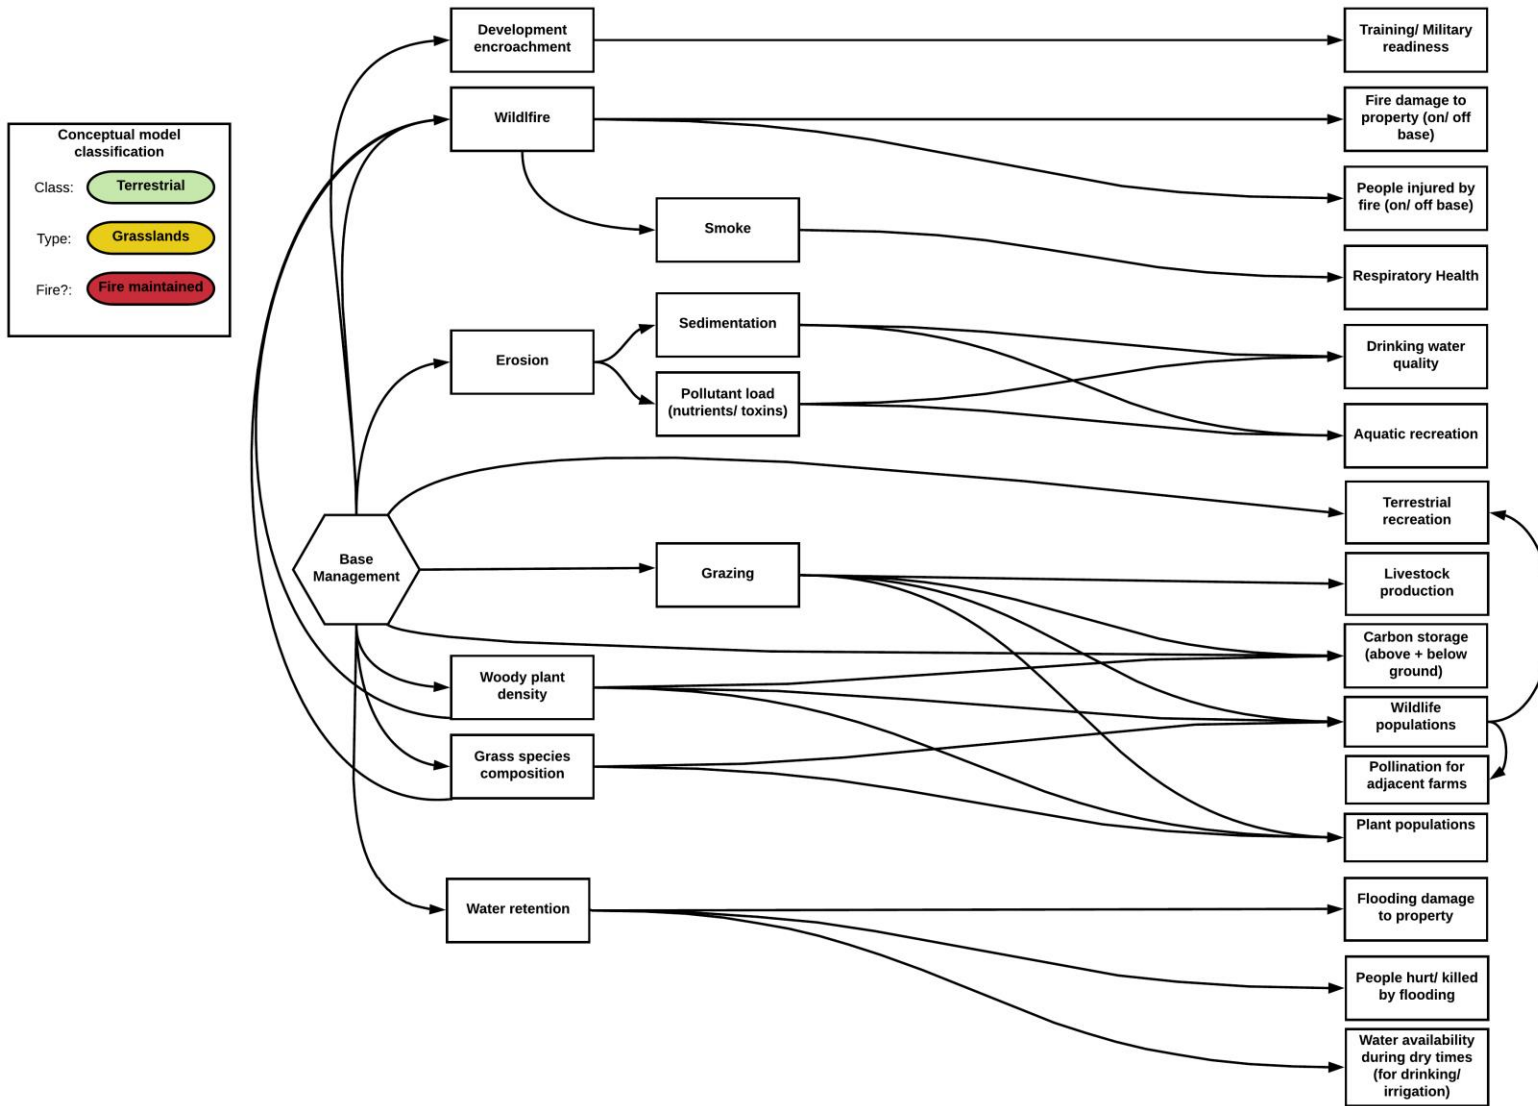 Development
encroachment
Training/ Military
readiness
Wildlfire
Fire damage to
property (on/ off
base)
Conceptual model
classification
Class:
Terrestrial
Type:
Grasslands
Fire?:
Fire maintained
People injured by
fire (on/ off base)
Smoke
Respiratory Health
Sedimentation
Erosion
Drinking water
quality
Pollutant load
(nutrients/ toxins)
Aquatic recreation
Terrestrial
recreation
Base
Management
Grazing
Livestock
production
Carbon storage
(above + below
ground)
Woody plant
density
Wildlife
populations
Grass species
composition
Pollination for
adjacent farms
Plant populations
Water retention
Flooding damage
to property
People hurt/ killed
by flooding
Water availability
during dry times
(for drinking/
irrigation)